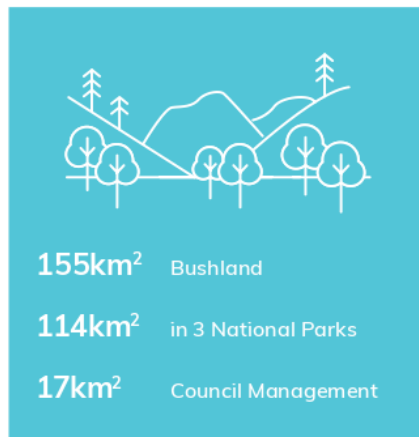 155km² Bushland
114km² in 3 National Parks
17km² Council Management